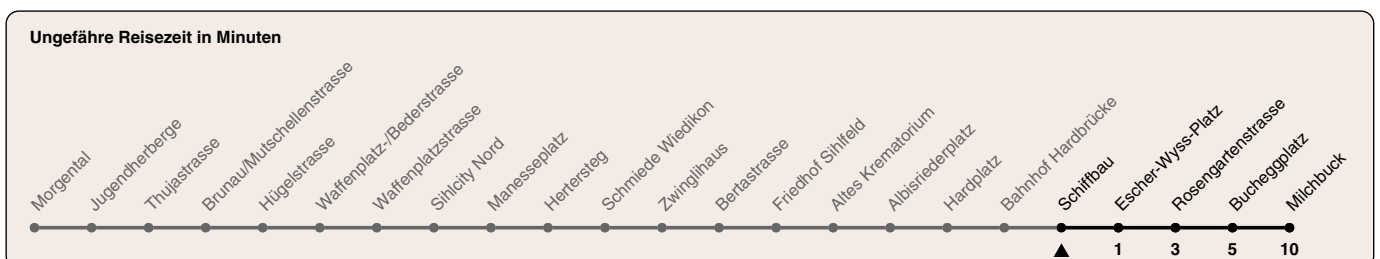 Ungefähre Reisezeit in Minuten
Morgental
Jugendherberge
Thujastrasse
Brunau/Mutschellenstrasse
Hügelstrasse
Waffenplatz-/Bederstrasse
Waffenplatzstrasse
Sihlcity Nord
Manesseplatz
Hertersteg
Schmiede Wiedikon
Zwinglihaus
Bertastrasse
Friedhof Sihlfeld
Altes Krematorium
Albisriederplatz
Hardplatz
Bahnhof Hardbrücke
Schiffbau
Escher-Wyss-Platz
Rosengartenstrasse
Bucheggplatz
Milchbuck
1 3 5 10